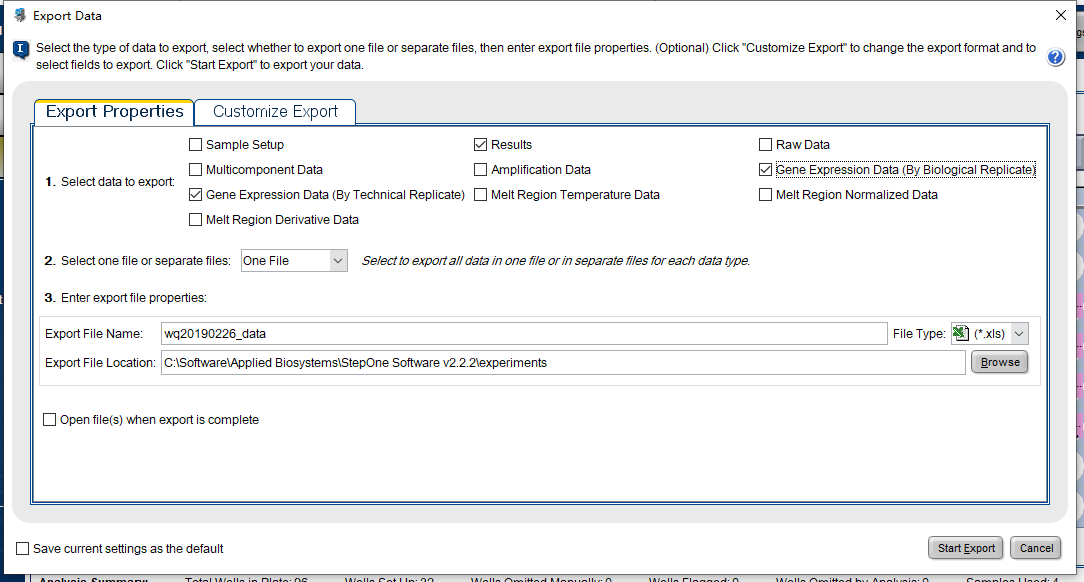 Export Data
Select the type of data to export, select whether to export one file or separate files, then enter export file properties. (Optional) Click "Customize Export" to change the export format and to
select fields to export. Click "Start Export" to export your data.
Export Properties Customize Export
Sample Setup Results Raw Data
Multicomponent Data Amplification Data Gene Expression Data (By Biological Replicate)
1. Select data to export:
Gene Expression Data (By Technical Replicate) Melt Region Temperature Data Melt Region Normalized Data
Melt Region Derivative Data
2. Select one file or separate files: One File Select to export all data in one file or in separate files for each data type.
3. Enter export file properties:
Export File Name: wq20190226_data File Type: (*.xls)
Export File Location: C:\Software\Applied Biosystems\StepOne Software v2.2.2\experiments Browse
Open file(s) when export is complete
Save current settings as the default Start Export Cancel
Analysis Summary: Total Wells in Plate: 96 Wells Set Up: 32 Wells Omitted Manually: 0 Wells Flagged: 0 Wells Omitted by Analysis: 0 Samples Used: 4